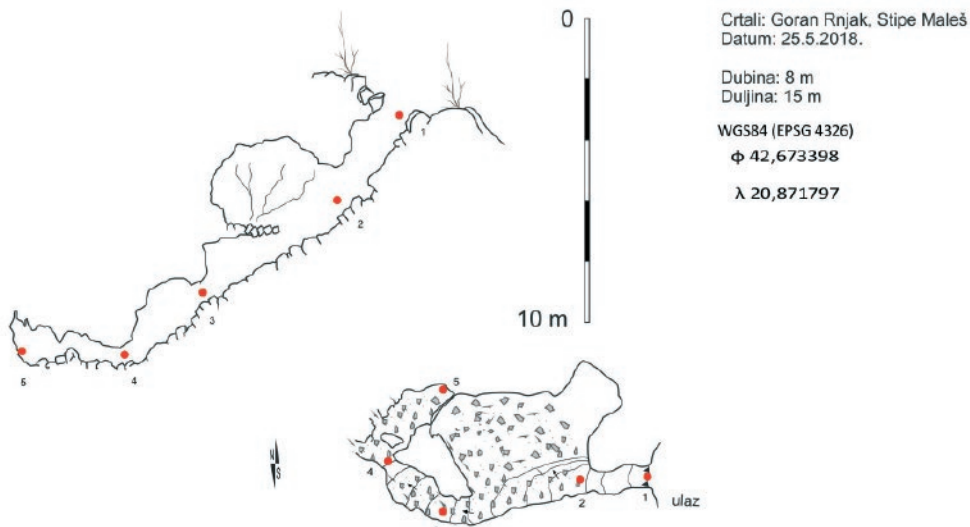 Crtali: Goran Rnjak, Stipe Maleš
Datum: 25.5.2018.
Dubina: 8 m
Duljina: 15 m
WGS84 (EPSG 4326)
ф 42,673398
λ 20,871797
0
10 m
1
2
3
4
5
N
S
5
4
2
1
ulaz